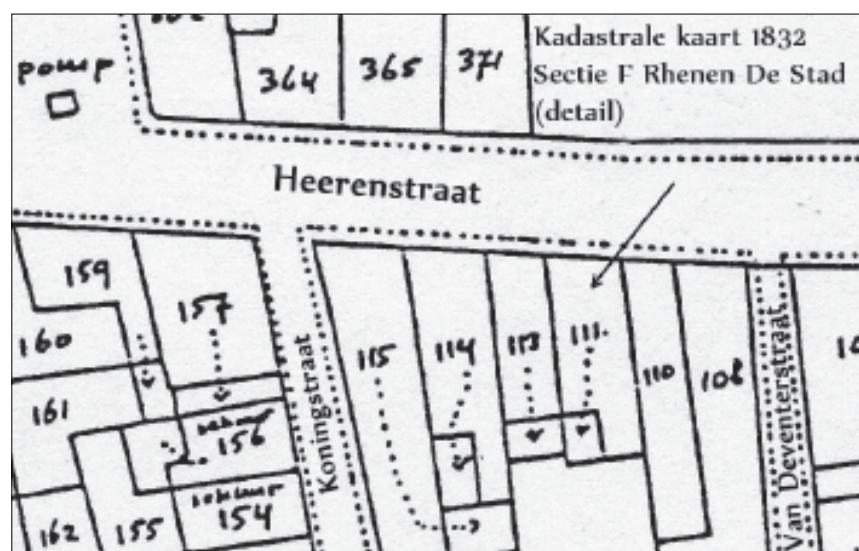 Kadastrale kaart 1832
Sectie F Rhenen De Stad
(detail)
pomp
364
365
371
Heerenstraat
159
157
160
161
156
154
155
162
Koningstraat
115
114
113
111.
110
108
Van Deventerstraat